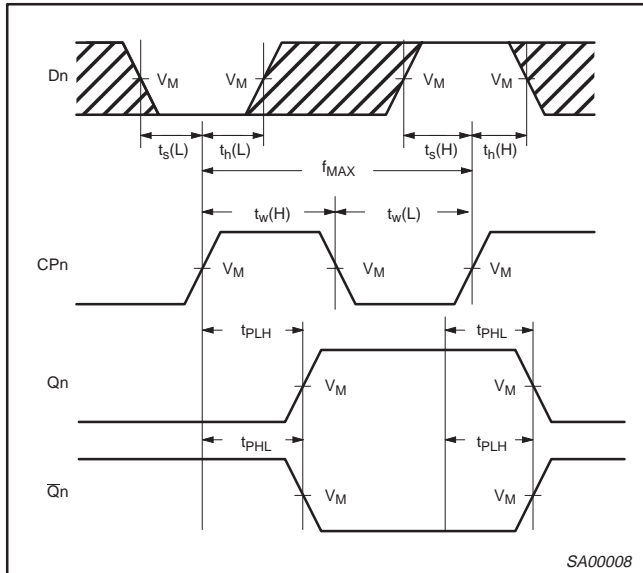 Dn
VM VM VM VM
ts(L) th(L) ts(H) th(H)
fMAX
tw(H) tw(L)
CPn
VM VM VM
tPLH tPHL
Qn
VM VM
tPHL tPLH
Q̅n
VM VM
SA00008